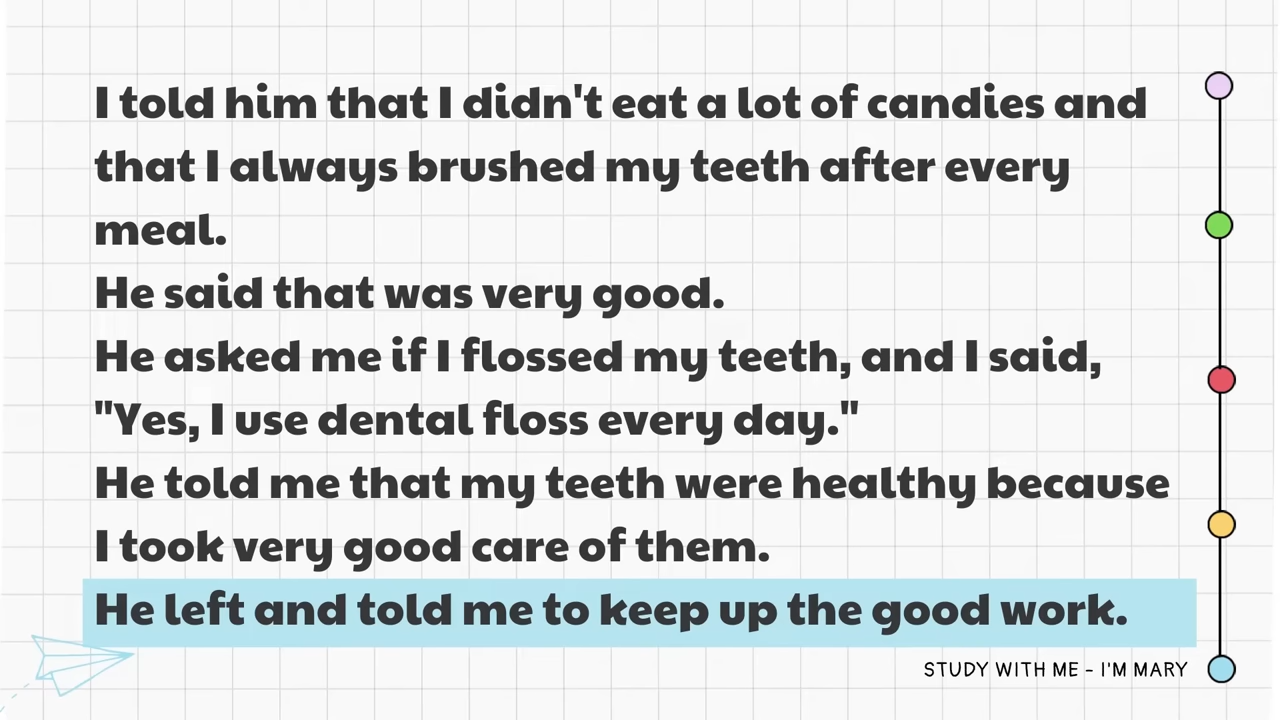 I told him that I didn't eat a lot of candies and
that I always brushed my teeth after every
meal.
He said that was very good.
He asked me if I flossed my teeth, and I said,
"Yes, I use dental floss every day."
He told me that my teeth were healthy because
I took very good care of them.
He left and told me to keep up the good work.
STUDY WITH ME - I'M MARY